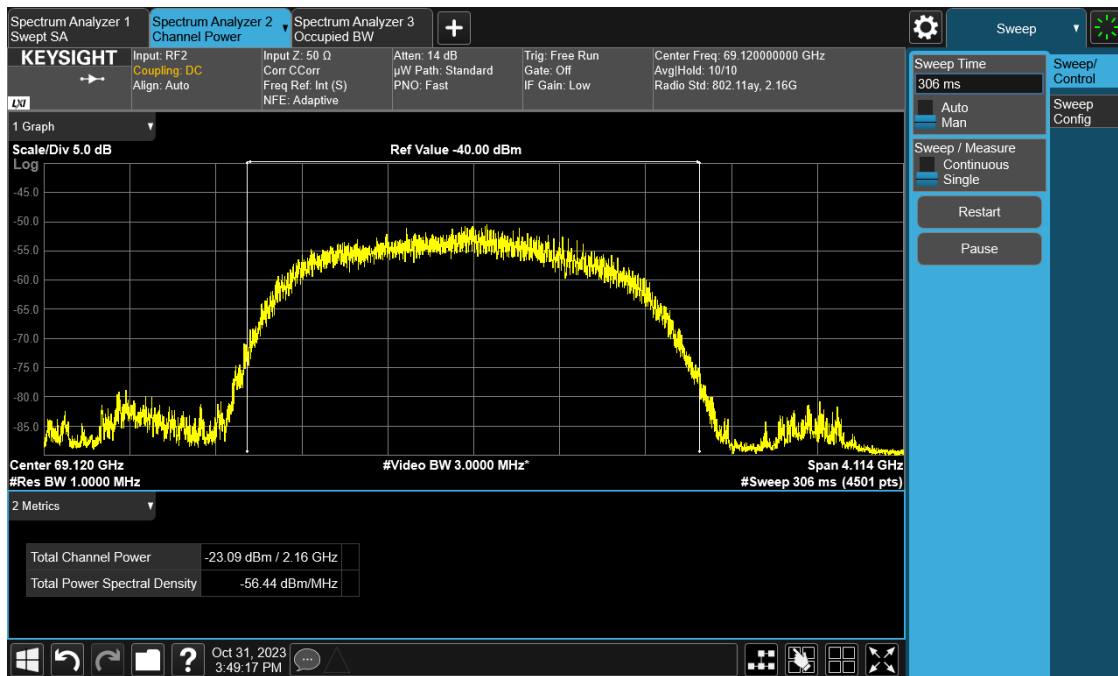 Spectrum Analyzer 1
Swept SA
Spectrum Analyzer 2
Channel Power
Spectrum Analyzer 3
Occupied BW
Sweep
KEYSIGHT
LXI
Input: RF2
Coupling: DC
Align: Auto
Input Z: 50 Ω
Corr CCorr
Freq Ref: Int (S)
NFE: Adaptive
Atten: 14 dB
µW Path: Standard
PNO: Fast
Trig: Free Run
Gate: Off
IF Gain: Low
Center Freq: 69.120000000 GHz
Avg|Hold: 10/10
Radio Std: 802.11ay, 2.16G
Sweep Time
306 ms
Auto
Man
Sweep / Measure
Continuous
Single
Restart
Pause
Sweep/
Control
Sweep
Config
1 Graph
Scale/Div 5.0 dB
Ref Value -40.00 dBm
Log
-45.0
-50.0
-55.0
-60.0
-65.0
-70.0
-75.0
-80.0
-85.0
Center 69.120 GHz
#Video BW 3.0000 MHz*
Span 4.114 GHz
#Res BW 1.0000 MHz
#Sweep 306 ms (4501 pts)
2 Metrics
Total Channel Power -23.09 dBm / 2.16 GHz
Total Power Spectral Density -56.44 dBm/MHz
?
Oct 31, 2023
3:49:17 PM